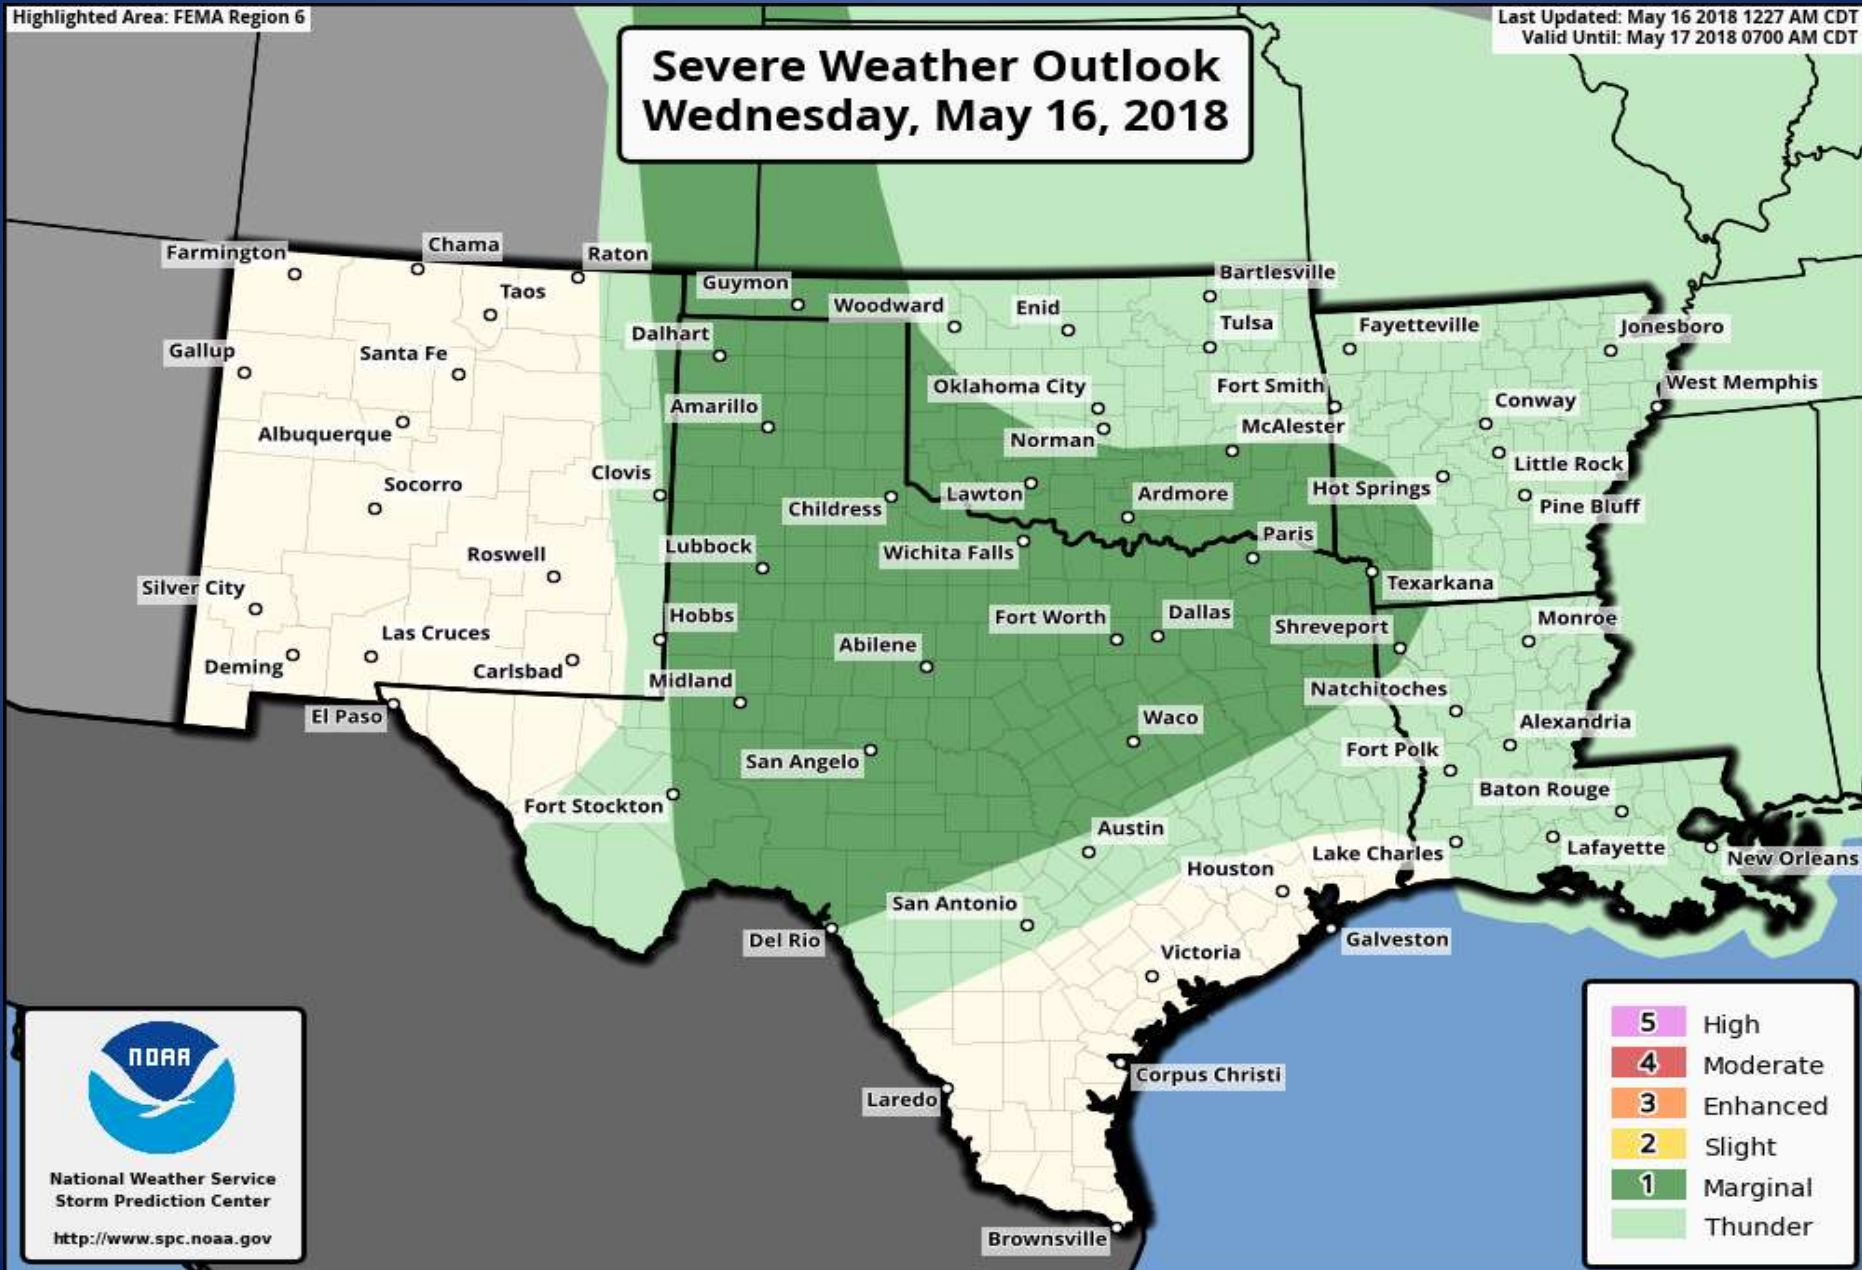 Highlighted Area: FEMA Region 6
Last Updated: May 16 2018 1227 AM CDT
Valid Until: May 17 2018 0700 AM CDT
Severe Weather Outlook
Wednesday, May 16, 2018
Farmington
Chama
Raton
Taos
Guymon
Woodward
Enid
Bartlesville
Tulsa
Fayetteville
Jonesboro
Gallup
Santa Fe
Dalhart
Oklahoma City
Fort Smith
West Memphis
Conway
Albuquerque
Amarillo
Norman
McAlester
Little Rock
Socorro
Clovis
Childress
Lawton
Ardmore
Hot Springs
Pine Bluff
Roswell
Lubbock
Wichita Falls
Paris
Silver City
Texarkana
Las Cruces
Hobbs
Fort Worth
Dallas
Shreveport
Monroe
Deming
Carlsbad
Midland
Abilene
Natchitoches
El Paso
Waco
Alexandria
San Angelo
Fort Polk
Fort Stockton
Baton Rouge
Austin
Houston
Lake Charles
Lafayette
New Orleans
San Antonio
Del Rio
Victoria
Galveston
Laredo
Corpus Christi
Brownsville
NOAA
National Weather Service
Storm Prediction Center
http://www.spc.noaa.gov
5 High
4 Moderate
3 Enhanced
2 Slight
1 Marginal
Thunder